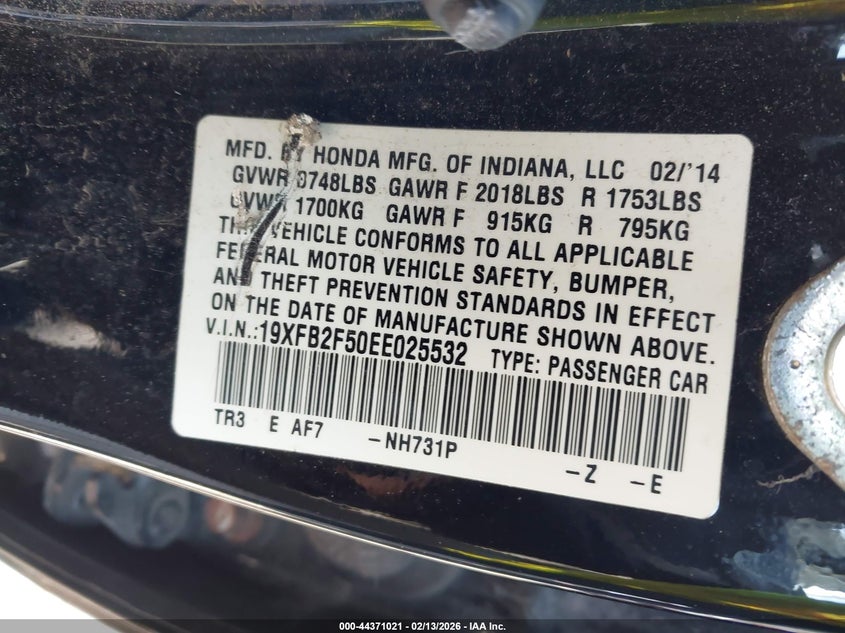 MFD. BY HONDA MFG. OF INDIANA, LLC 02/'14
GVWR 3748LBS GAWR F 2018LBS R 1753LBS
GVWR 1700KG GAWR F 915KG R 795KG
THIS VEHICLE CONFORMS TO ALL APPLICABLE
FEDERAL MOTOR VEHICLE SAFETY, BUMPER,
AND THEFT PREVENTION STANDARDS IN EFFECT
ON THE DATE OF MANUFACTURE SHOWN ABOVE.
V.I.N.:19XFB2F50EE025532 TYPE: PASSENGER CAR
TR3 E AF7 -NH731P -Z -E
000-44371021 - 02/13/2026 - IAA Inc.